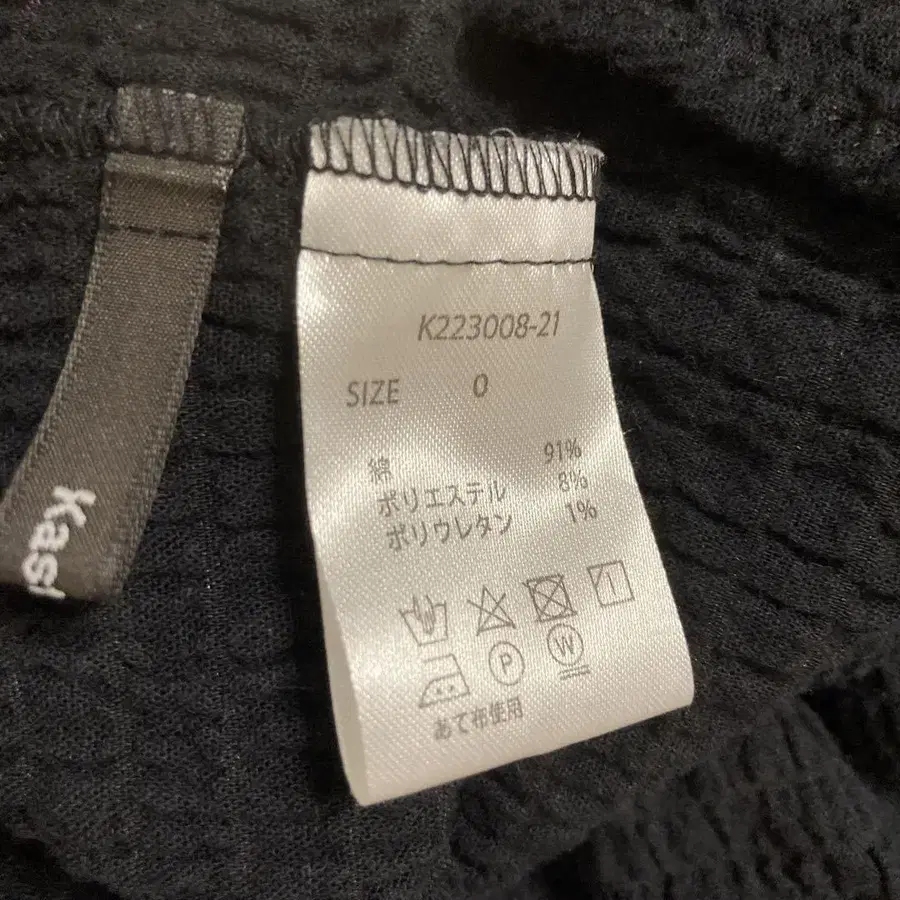 K223008-21
SIZE 0
綿 91%
ポリエステル 8%
ポリウレタン 1%
P W
あて布使用